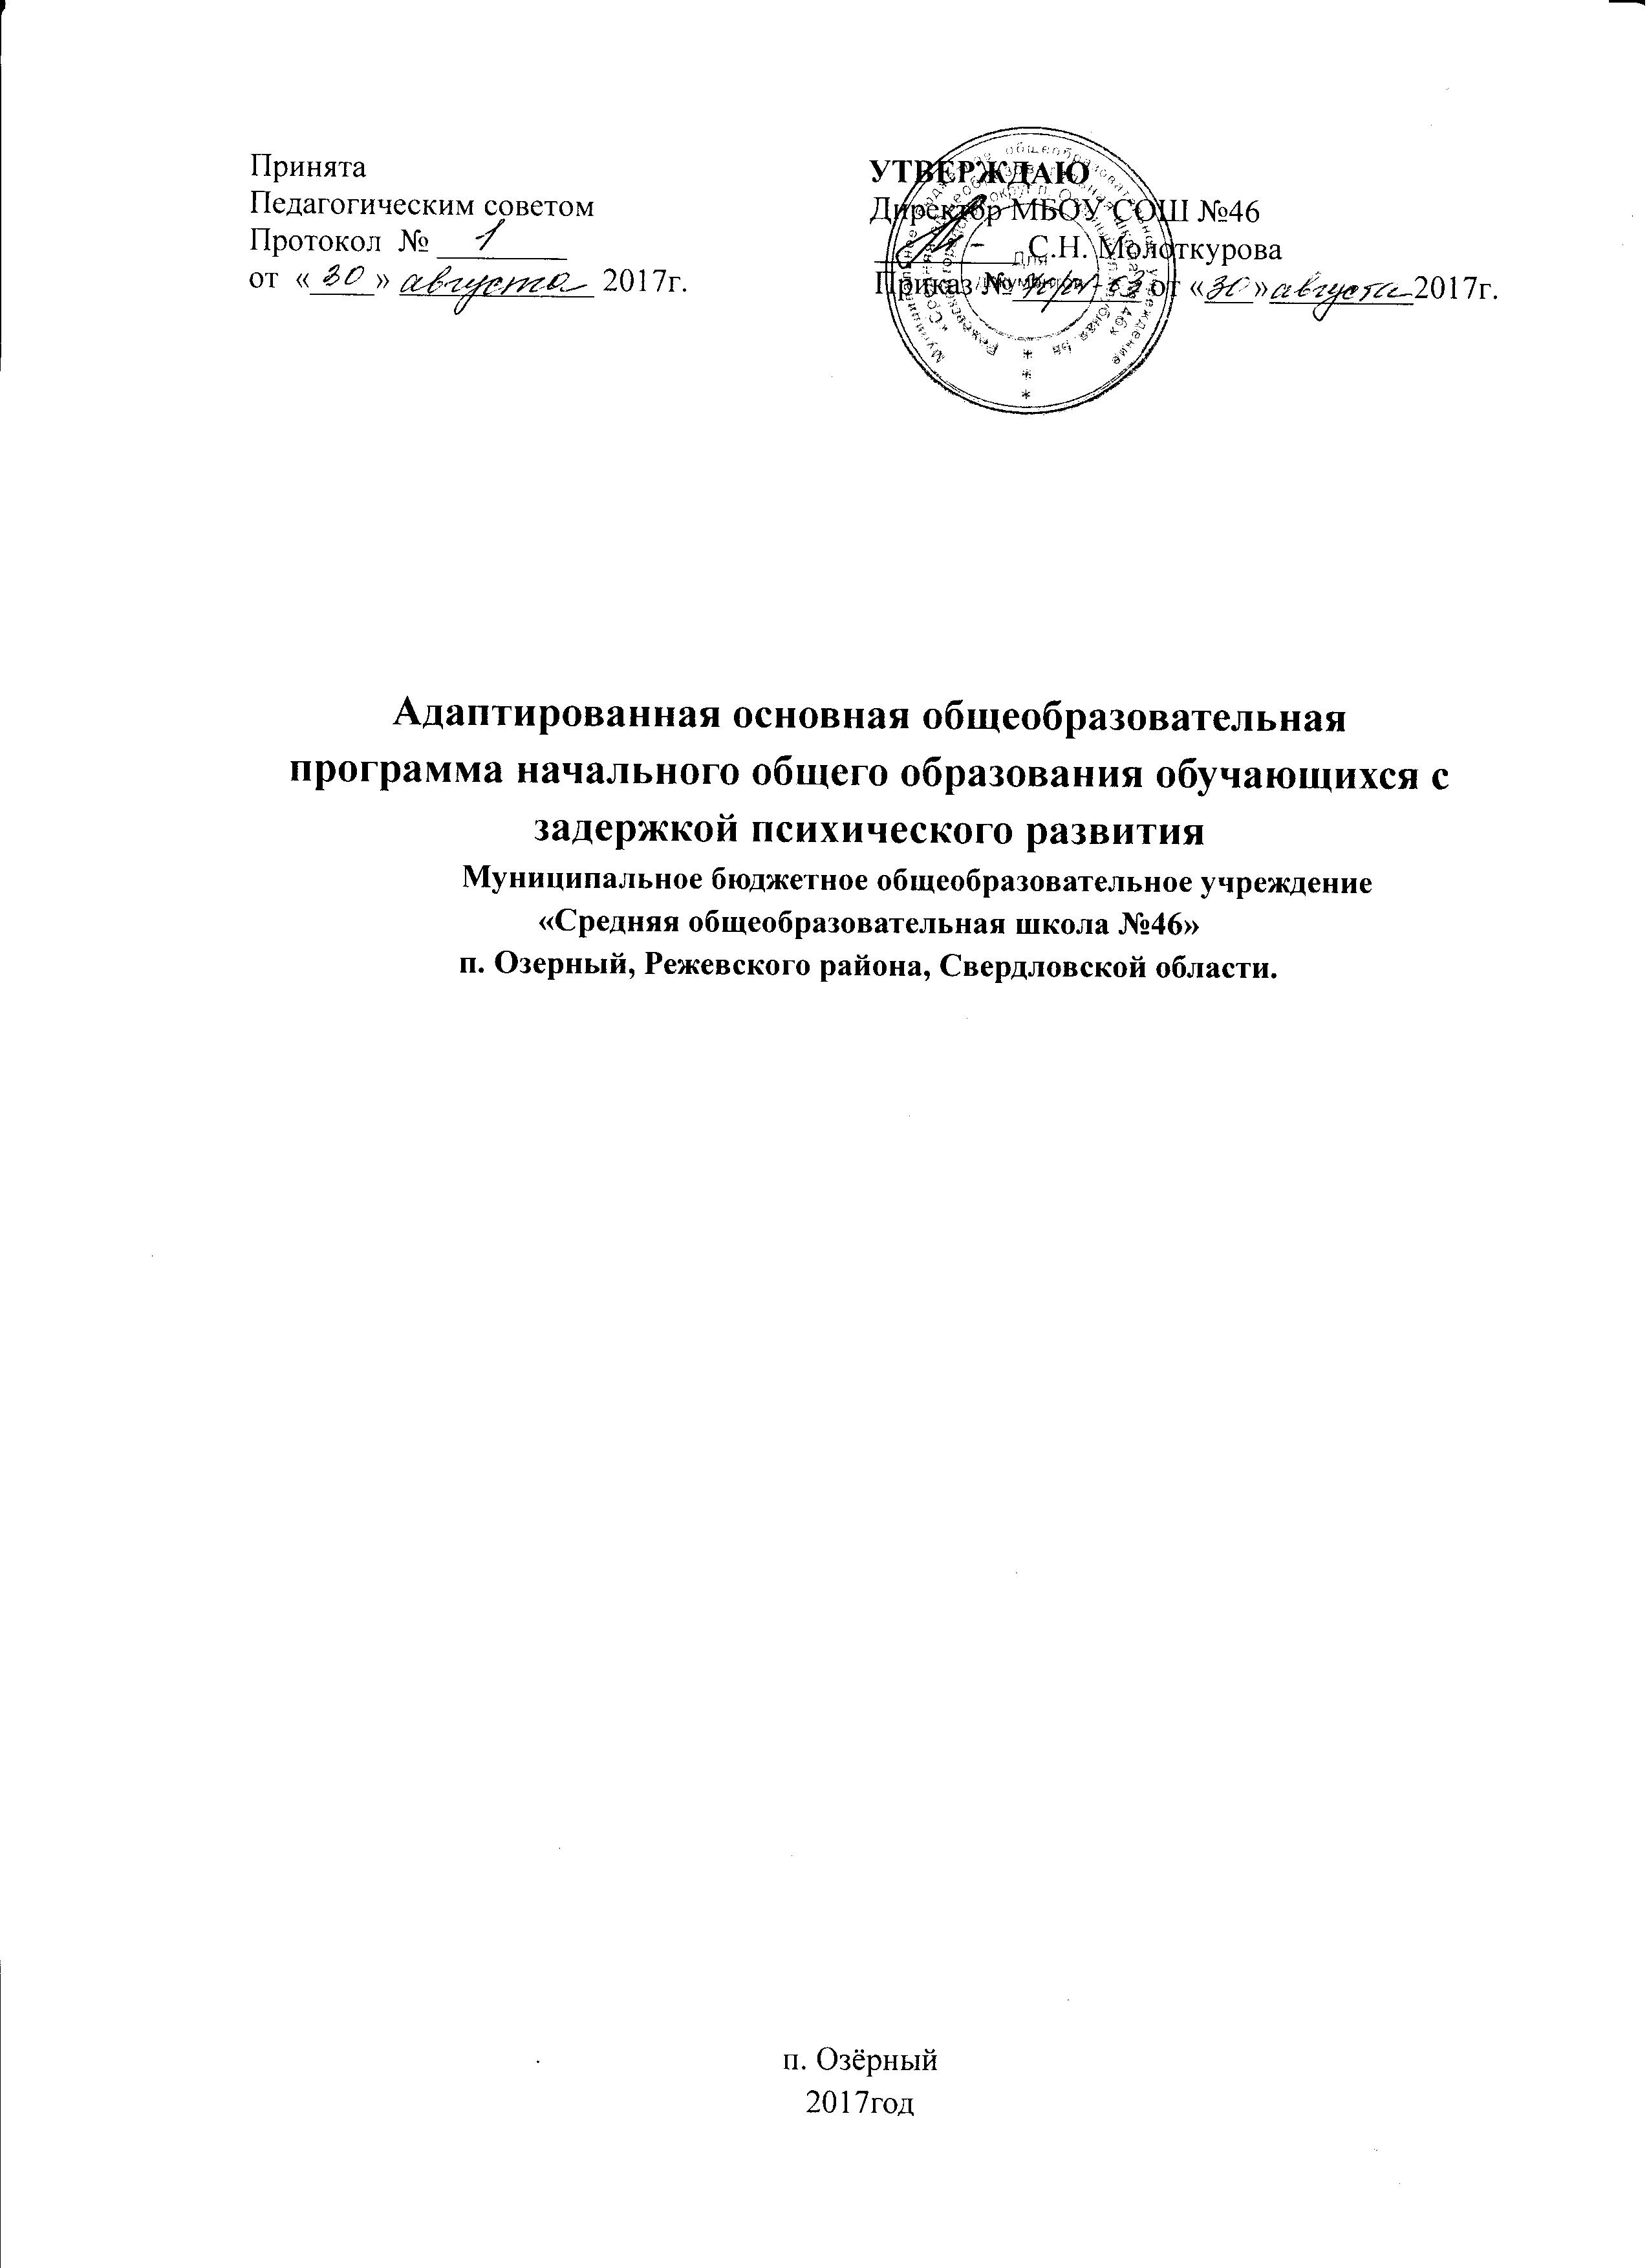 Принята
Педагогическим советом
Протокол № 1
от «30» августа 2017г.
УТВЕРЖДАЮ
Директор МБОУ СОШ №46
С.Н. Молоткурова
Приказ № от «30» августа 2017г.
Для
документов
Адаптированная основная общеобразовательная
программа начального общего образования обучающихся с
задержкой психического развития
Муниципальное бюджетное общеобразовательное учреждение
«Средняя общеобразовательная школа №46»
п. Озерный, Режевского района, Свердловской области.
п. Озёрный
2017год